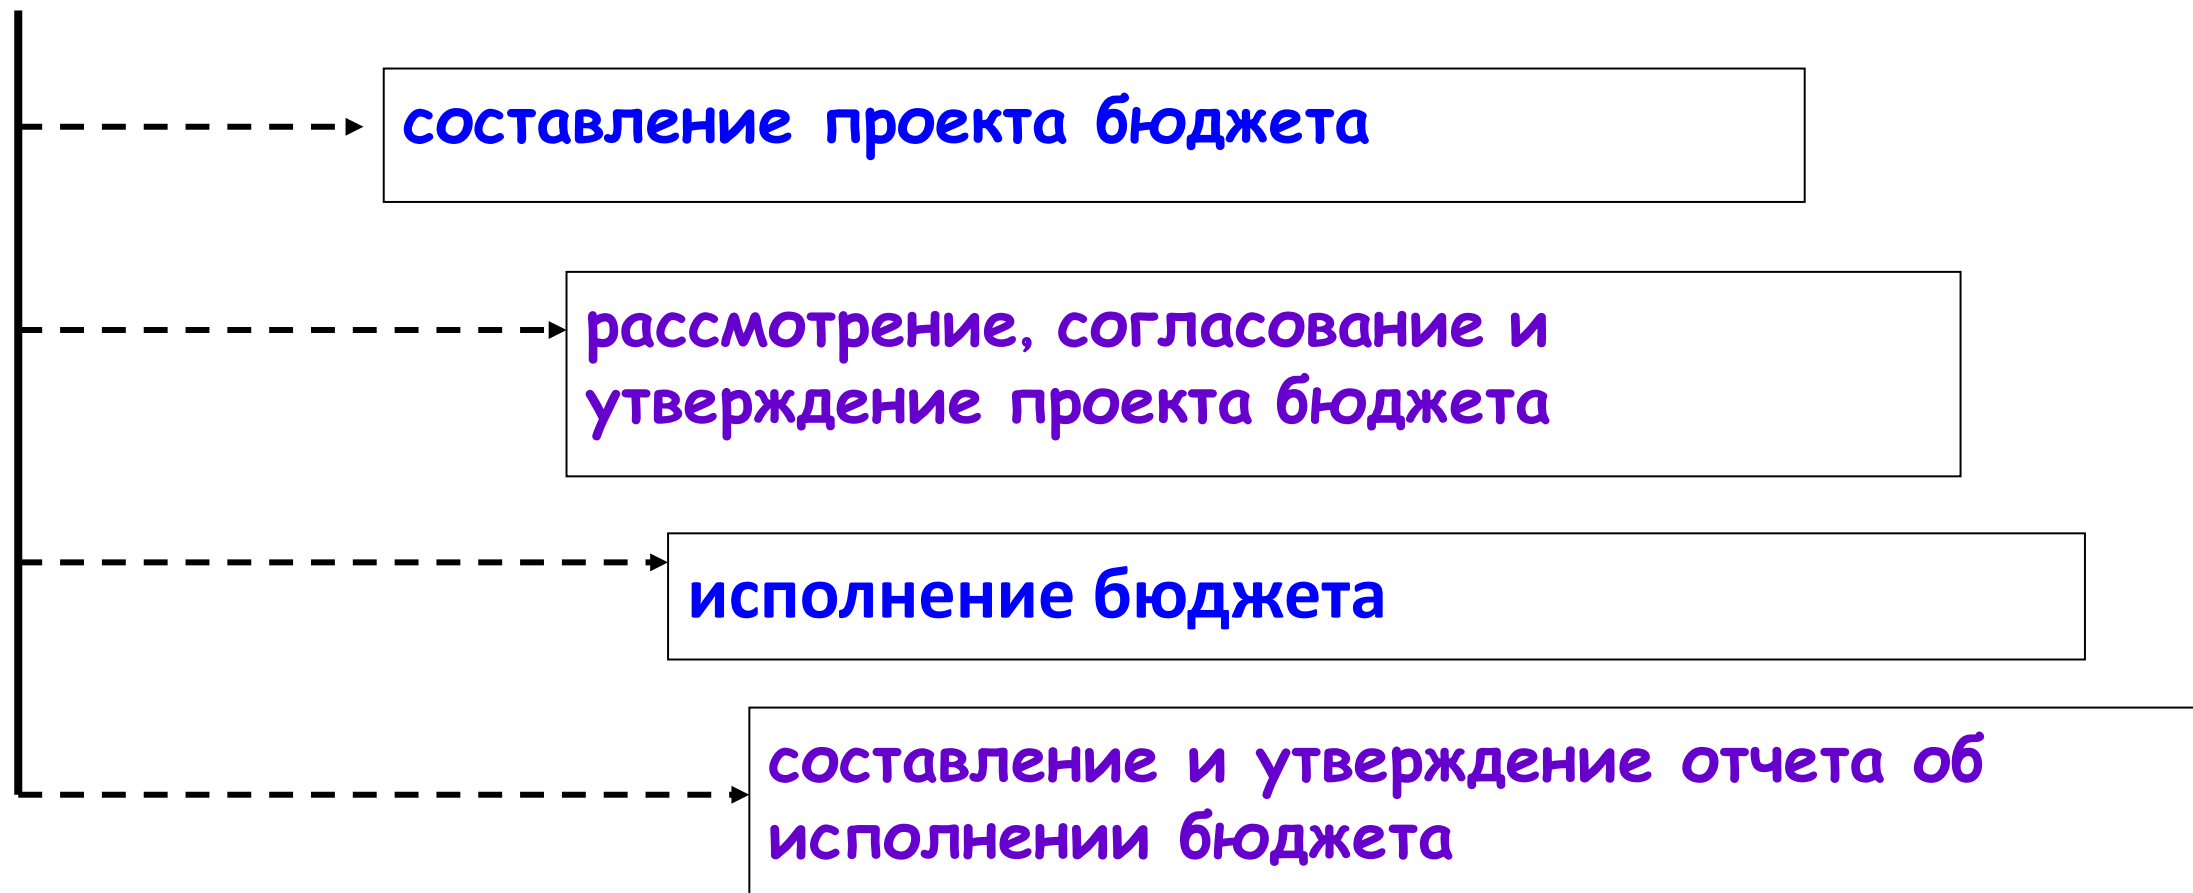 составление проекта бюджета
рассмотрение, согласование и
утверждение проекта бюджета
исполнение бюджета
составление и утверждение отчета об
исполнении бюджета